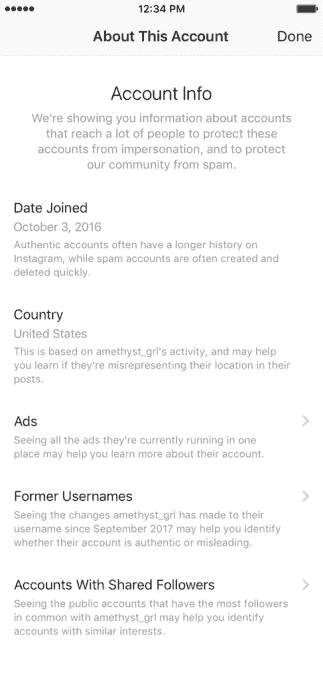 12:34 PM
About This Account
Done
Account Info
We're showing you information about accounts
that reach a lot of people to protect these
accounts from impersonation, and to protect
our community from spam.
Date Joined
October 3, 2016
Authentic accounts often have a longer history on
Instagram, while spam accounts are often created and
deleted quickly.
Country
United States
This is based on amethyst_grl's activity, and may help
you learn if they're misrepresenting their location in their
posts.
Ads
Seeing all the ads they're currently running in one
place may help you learn more about their account.
Former Usernames
Seeing the changes amethyst_grl has made to their
username since September 2017 may help you identify
whether their account is authentic or misleading.
Accounts With Shared Followers
Seeing the public accounts that have the most followers
in common with amethyst_grl may help you identify
accounts with similar interests.